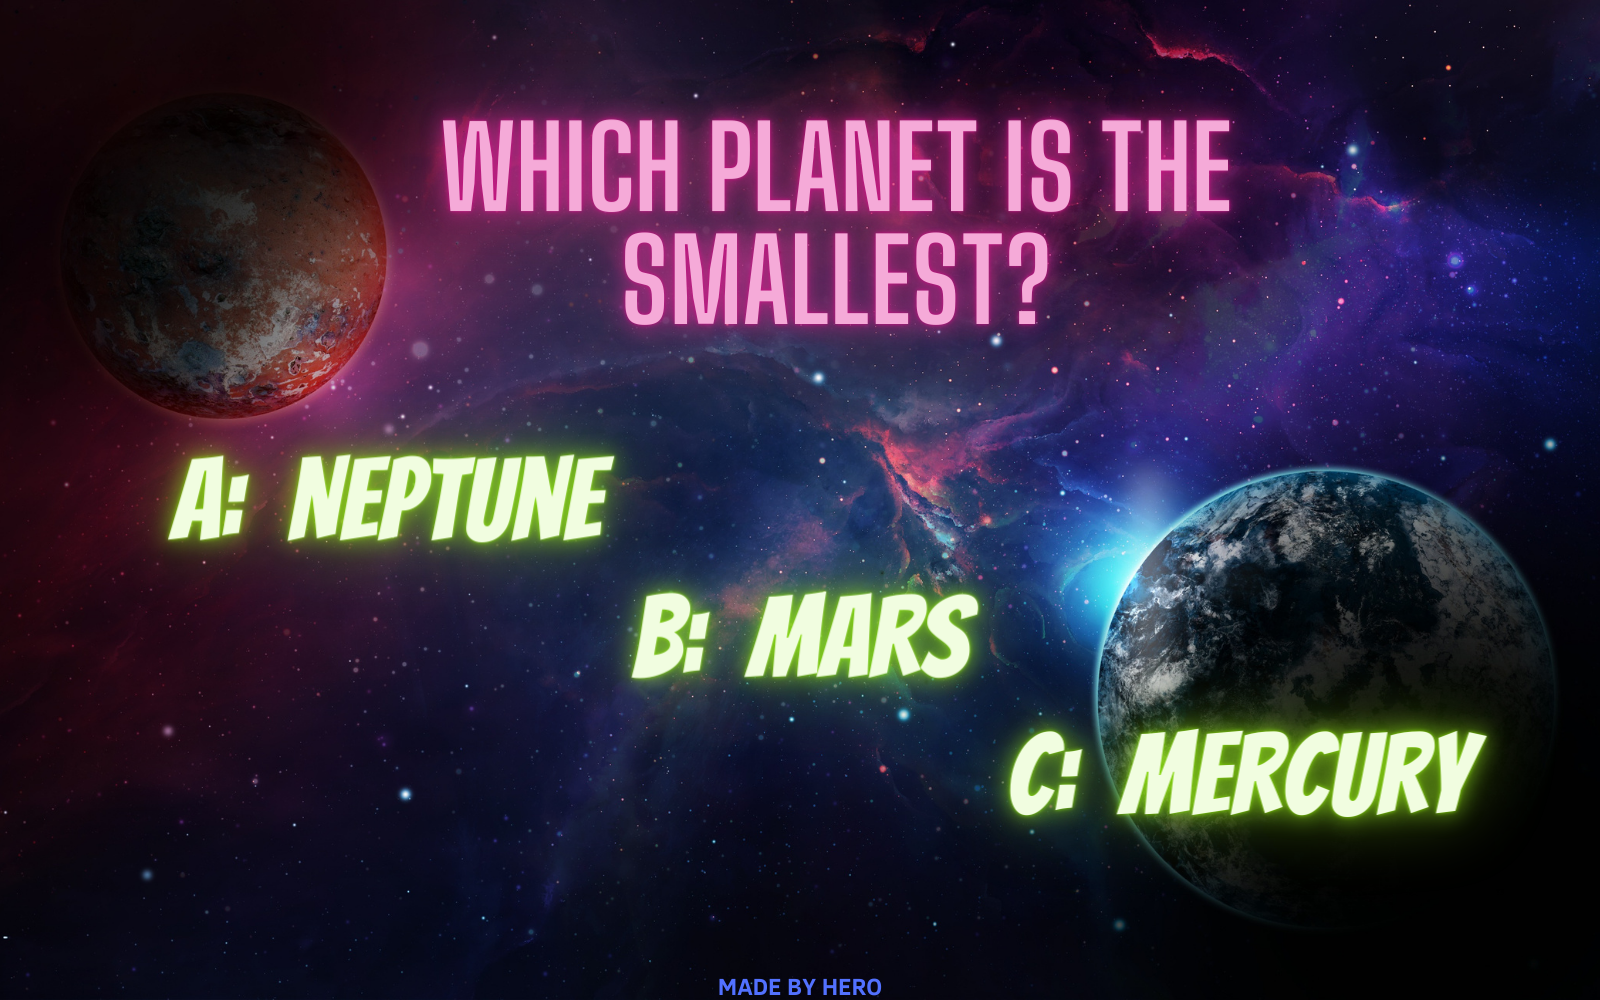 WHICH PLANET IS THE
SMALLEST?
A: NEPTUNE
B: MARS
C: MERCURY
MADE BY HERO